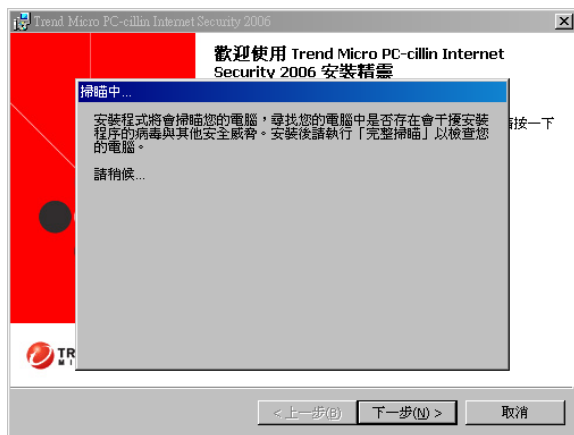 Trend Micro PC-cillin Internet Security 2006
歡迎使用 Trend Micro PC-cillin Internet
Security 2006 安裝精靈
掃瞄中...
安裝程式將會掃瞄您的電腦，尋找您的電腦中是否存在會干擾安裝
程序的病毒與其他安全威脅。安裝後請執行「完整掃瞄」以檢查您
的電腦。
按一下
請稍候...
TR
MI
<上一步(B)
下一步(N) >
取消